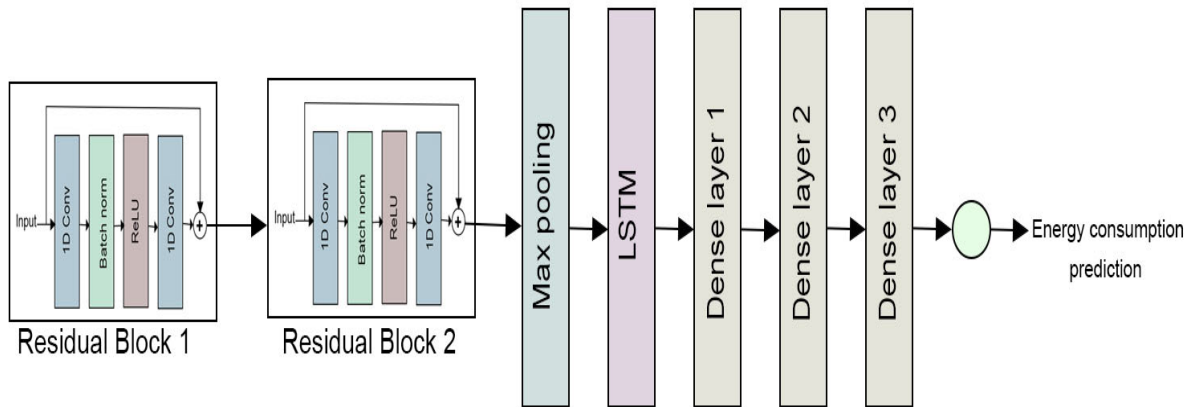 Input
1D Conv
Batch norm
ReLU
1D Conv
+
Residual Block 1
Input
1D Conv
Batch norm
ReLU
1D Conv
+
Residual Block 2
Max pooling
LSTM
Dense layer 1
Dense layer 2
Dense layer 3
Energy consumption
prediction